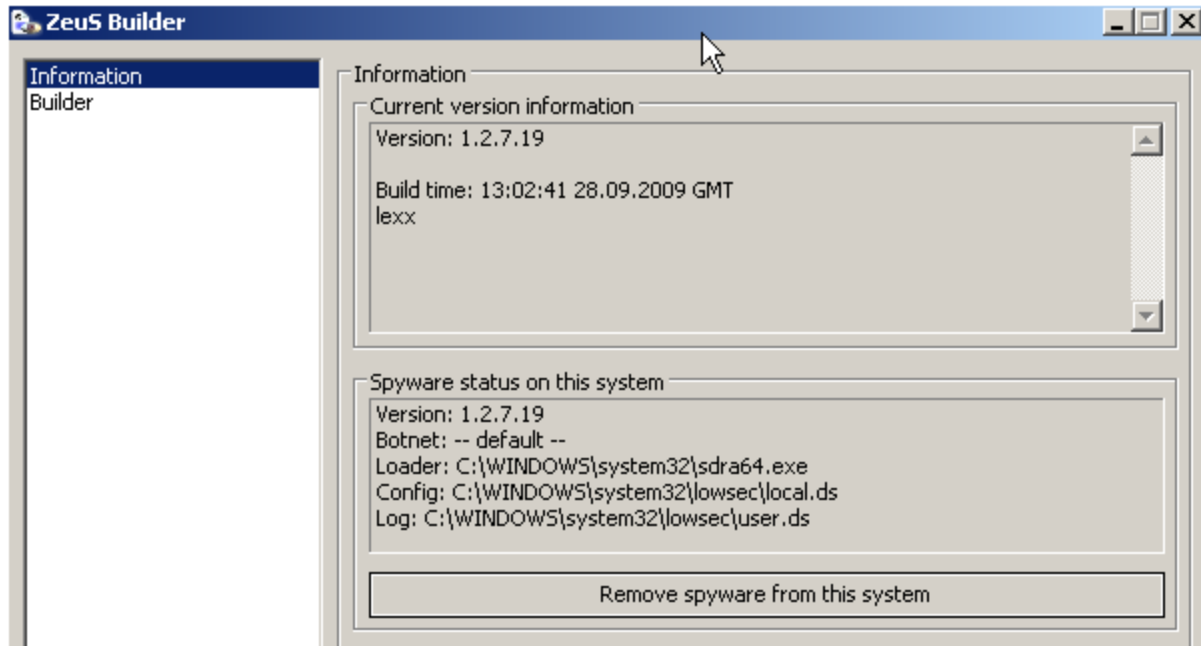 ZeuS Builder
Information
Builder
Information
Current version information
Version: 1.2.7.19
Build time: 13:02:41 28.09.2009 GMT
lexx
Spyware status on this system
Version: 1.2.7.19
Botnet: -- default --
Loader: C:\WINDOWS\system32\sdra64.exe
Config: C:\WINDOWS\system32\lowsec\local.ds
Log: C:\WINDOWS\system32\lowsec\user.ds
Remove spyware from this system